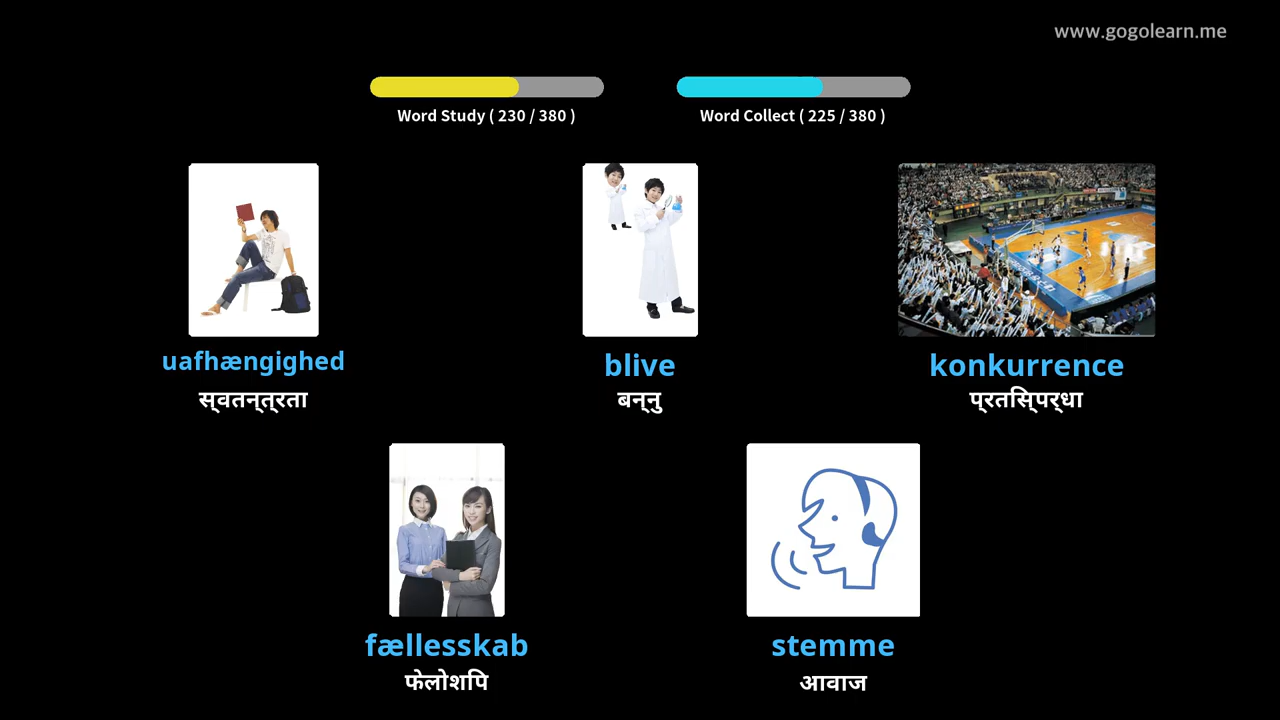 www.gogolearn.me
Word Study ( 230 / 380 )
Word Collect ( 225 / 380 )
uafhængighed
blive
konkurrence
स्वतन्त्रता
बन्नु
प्रतिस्पर्धा
fællesskab
stemme
फेलोशिप
आवाज